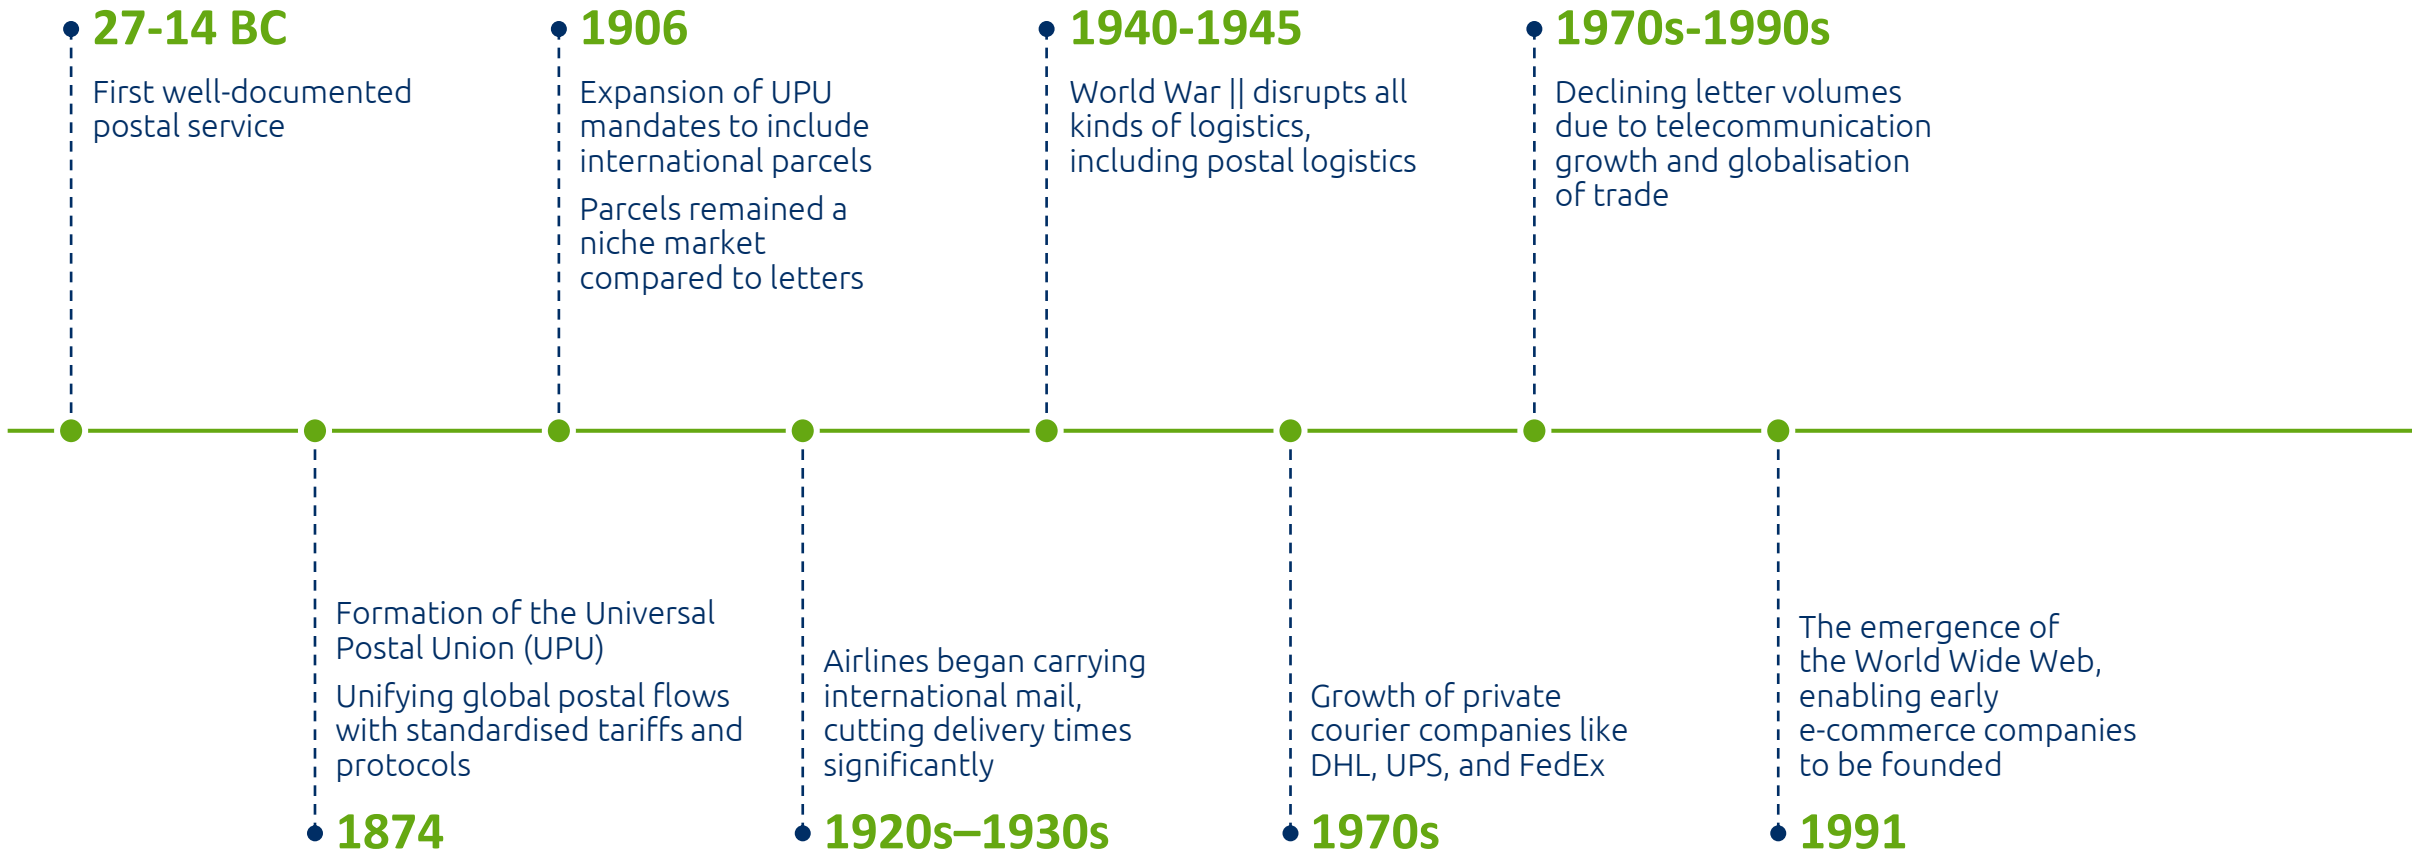 27-14 BC
First well-documented
postal service
1874
Formation of the Universal
Postal Union (UPU)
Unifying global postal flows
with standardised tariffs and
protocols
1906
Expansion of UPU
mandates to include
international parcels
Parcels remained a
niche market
compared to letters
1920s–1930s
Airlines began carrying
international mail,
cutting delivery times
significantly
1940-1945
World War || disrupts all
kinds of logistics,
including postal logistics
1970s
Growth of private
courier companies like
DHL, UPS, and FedEx
1970s-1990s
Declining letter volumes
due to telecommunication
growth and globalisation
of trade
1991
The emergence of
the World Wide Web,
enabling early
e-commerce companies
to be founded